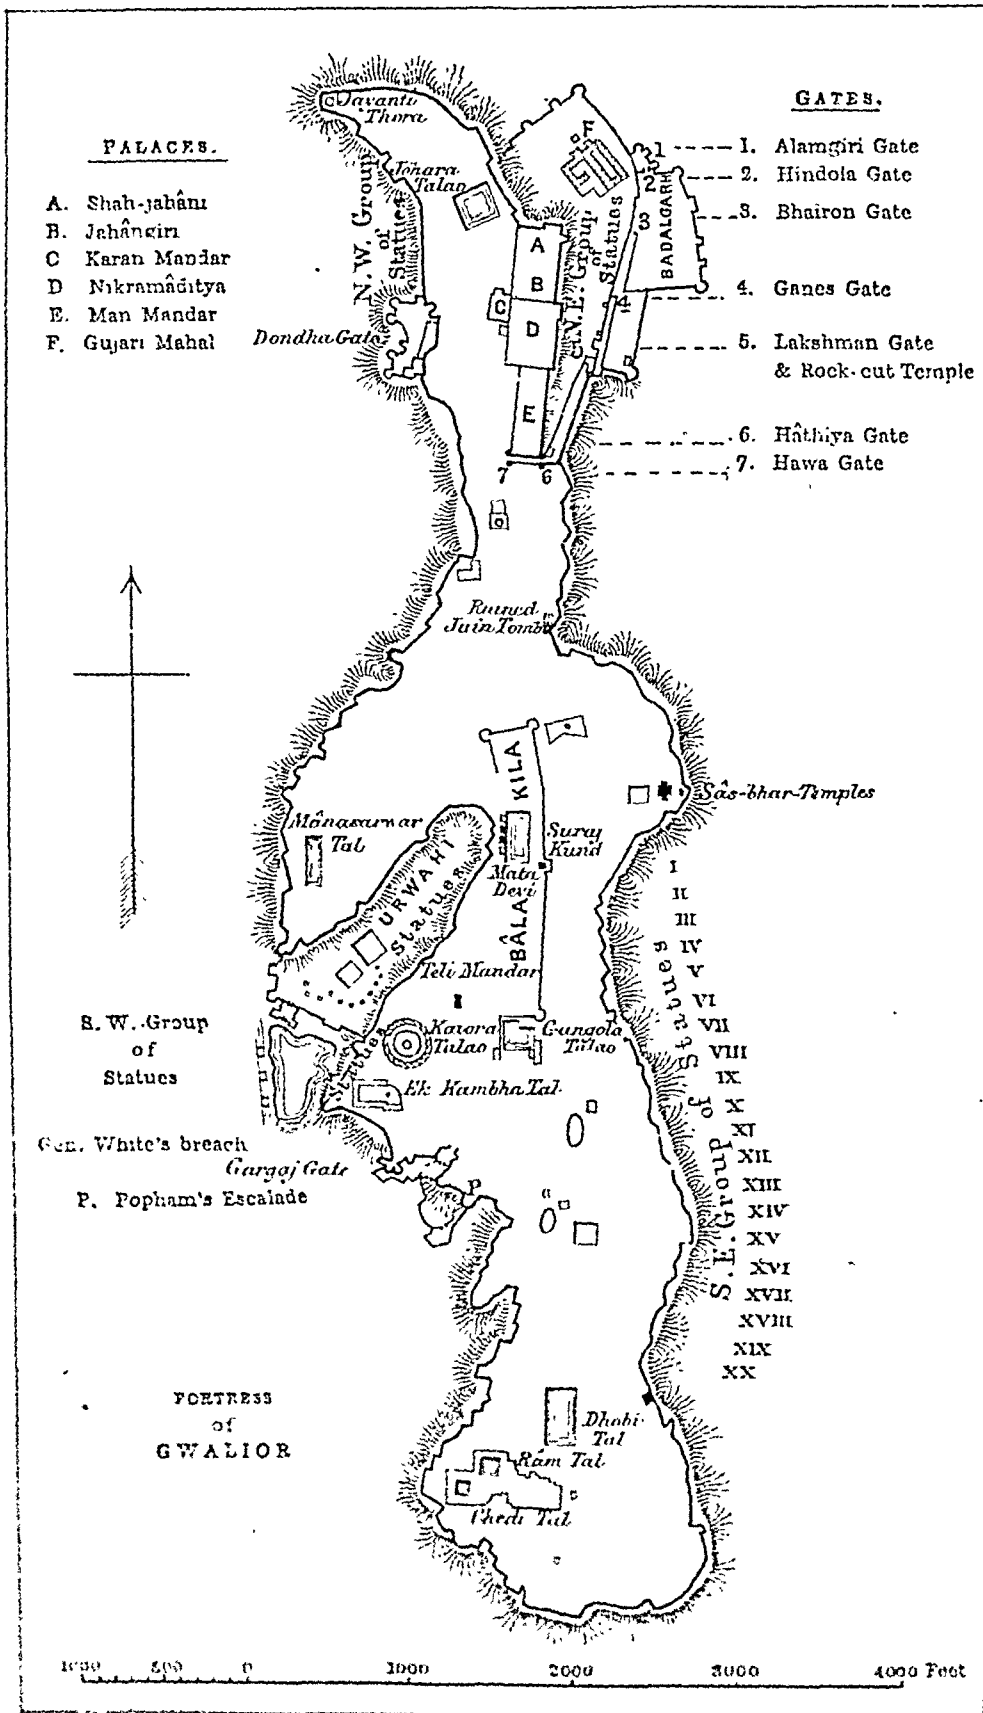 PALACES.
A. Shah-jahâni
B. Jahângiri
C Karan Mandar
D Nikramâditya
E. Man Mandar
F. Gujari Mahal
GATES.
1. Alamgiri Gate
2. Hindola Gate
3. Bhairon Gate
4. Ganes Gate
5. Lakshman Gate
& Rock-cut Temple
6. Hâthiya Gate
7. Hawa Gate
Thora
Johara
Talao
N.W. Group
of
Statues
Dondha Gate
N.E. Group
of
Statues
BADALGARH
A
B
C
D
E
F
1
2
3
4
7
6
Ruined
Jain Tomb
Sâs-bhar-Temples
BÂLA KILA
Suraj
Kund
Mata
Devi
Mânasarwar
Tal
URWAHI
Statues
Teli Mandar
S.W. Group
of
Statues
Statues
Katora
Talao
Gungola
Talao
Ek Kambha Tal
Gen. White's breach
Gargaj Gate
P. Popham's Escalade
P
S.E. Group of Statues
I
II
III
IV
V
VI
VII
VIII
IX
X
XI
XII
XIII
XIV
XV
XVI
XVII
XVIII
XIX
XX
FORTRESS
of
GWALIOR
Dhobi
Tal
Râm Tal
Chedi Tal
1000 500 0 1000 2000 3000 4000 Feet